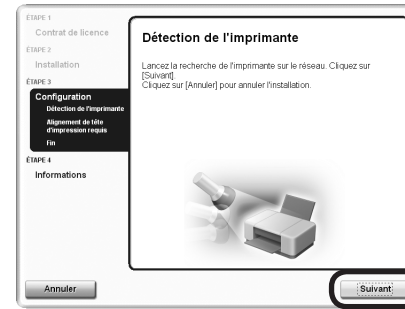 ÉTAPE 1
Contrat de licence
ÉTAPE 2
Installation
ÉTAPE 3
Configuration
Détection de l'imprimante
Alignement de tête
d'impression requis
Fin
ÉTAPE 4
Informations
Annuler
Détection de l'imprimante
Lancez la recherche de l'imprimante sur le réseau. Cliquez sur
[Suivant].
Cliquez sur [Annuler] pour annuler l'installation.
Suivant